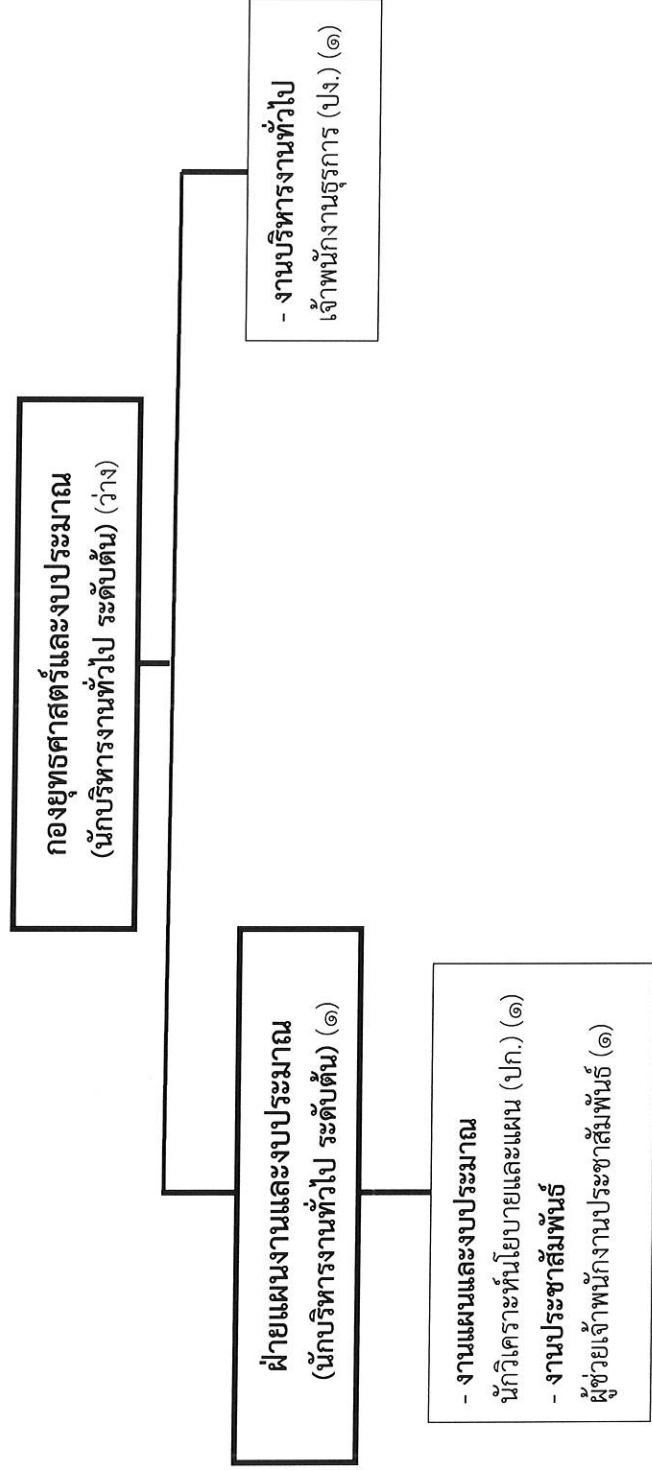 กองยุทธศาสตร์และงบประมาณ
(นักบริหารงานทั่วไป ระดับต้น) (ว่าง)
ฝ่ายแผนงานและงบประมาณ
(นักบริหารงานทั่วไป ระดับต้น) (๑)
- งานแผนและงบประมาณ
นักวิเคราะห์นโยบายและแผน (ปก.) (๑)
- งานประชาสัมพันธ์
ผู้ช่วยเจ้าพนักงานประชาสัมพันธ์ (๑)
- งานบริหารงานทั่วไป
เจ้าพนักงานธุรการ (ปง.) (๑)